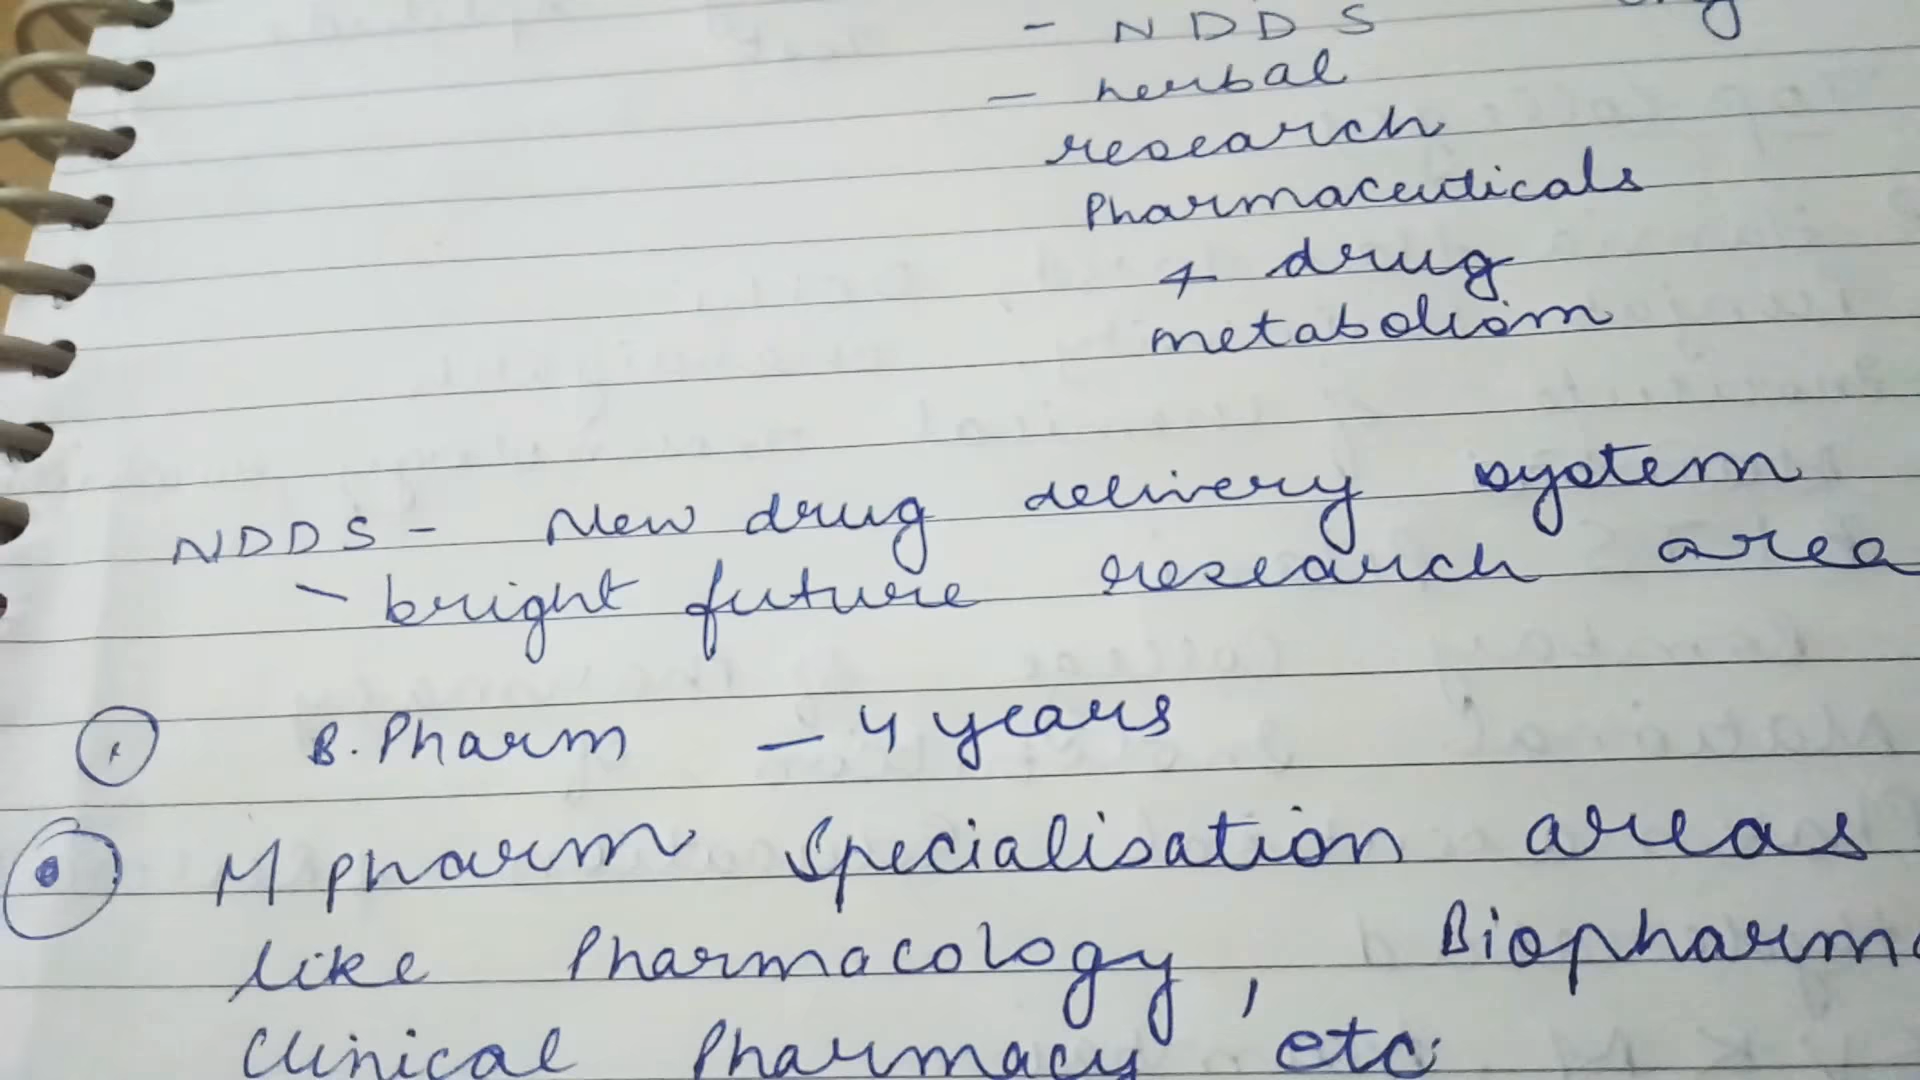 - NDDS
- herbal
research
Pharmaceuticals
+ drug
metabolism
NDDS - New drug delivery system
- bright future research area
B. Pharm - 4 years
M pharm Specialisation areas
like Pharmacology, Biopharm
Clinical Pharmacy etc